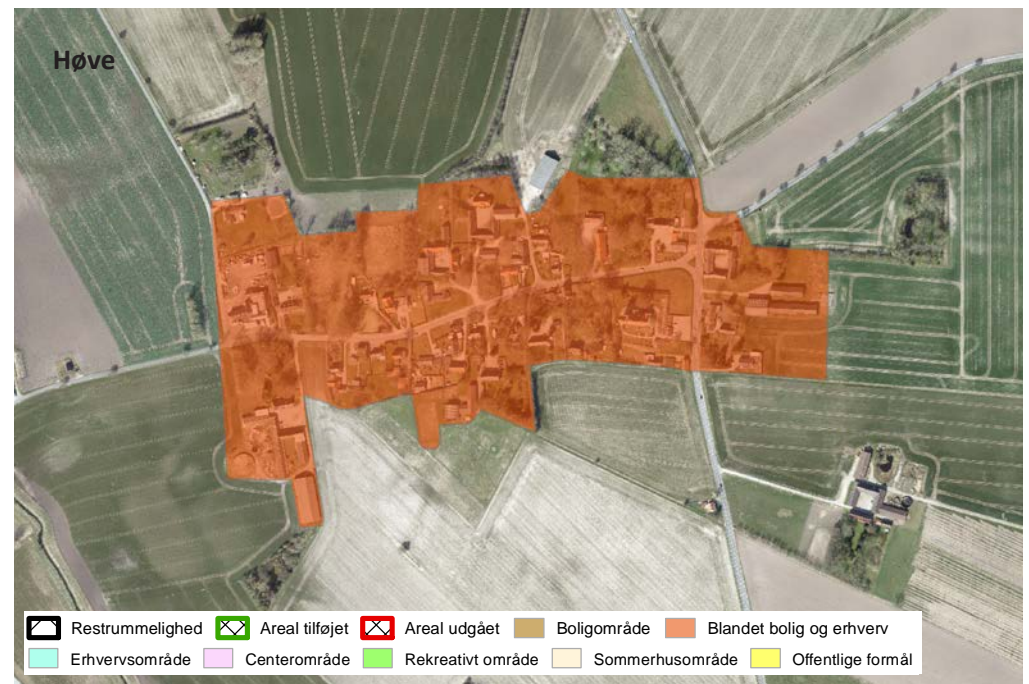 Høve
Restrummelighed Areal tilføjet Areal udgået Boligområde Blandet bolig og erhverv
Erhvervsområde Centerområde Rekreativt område Sommerhusområde Offentlige formål